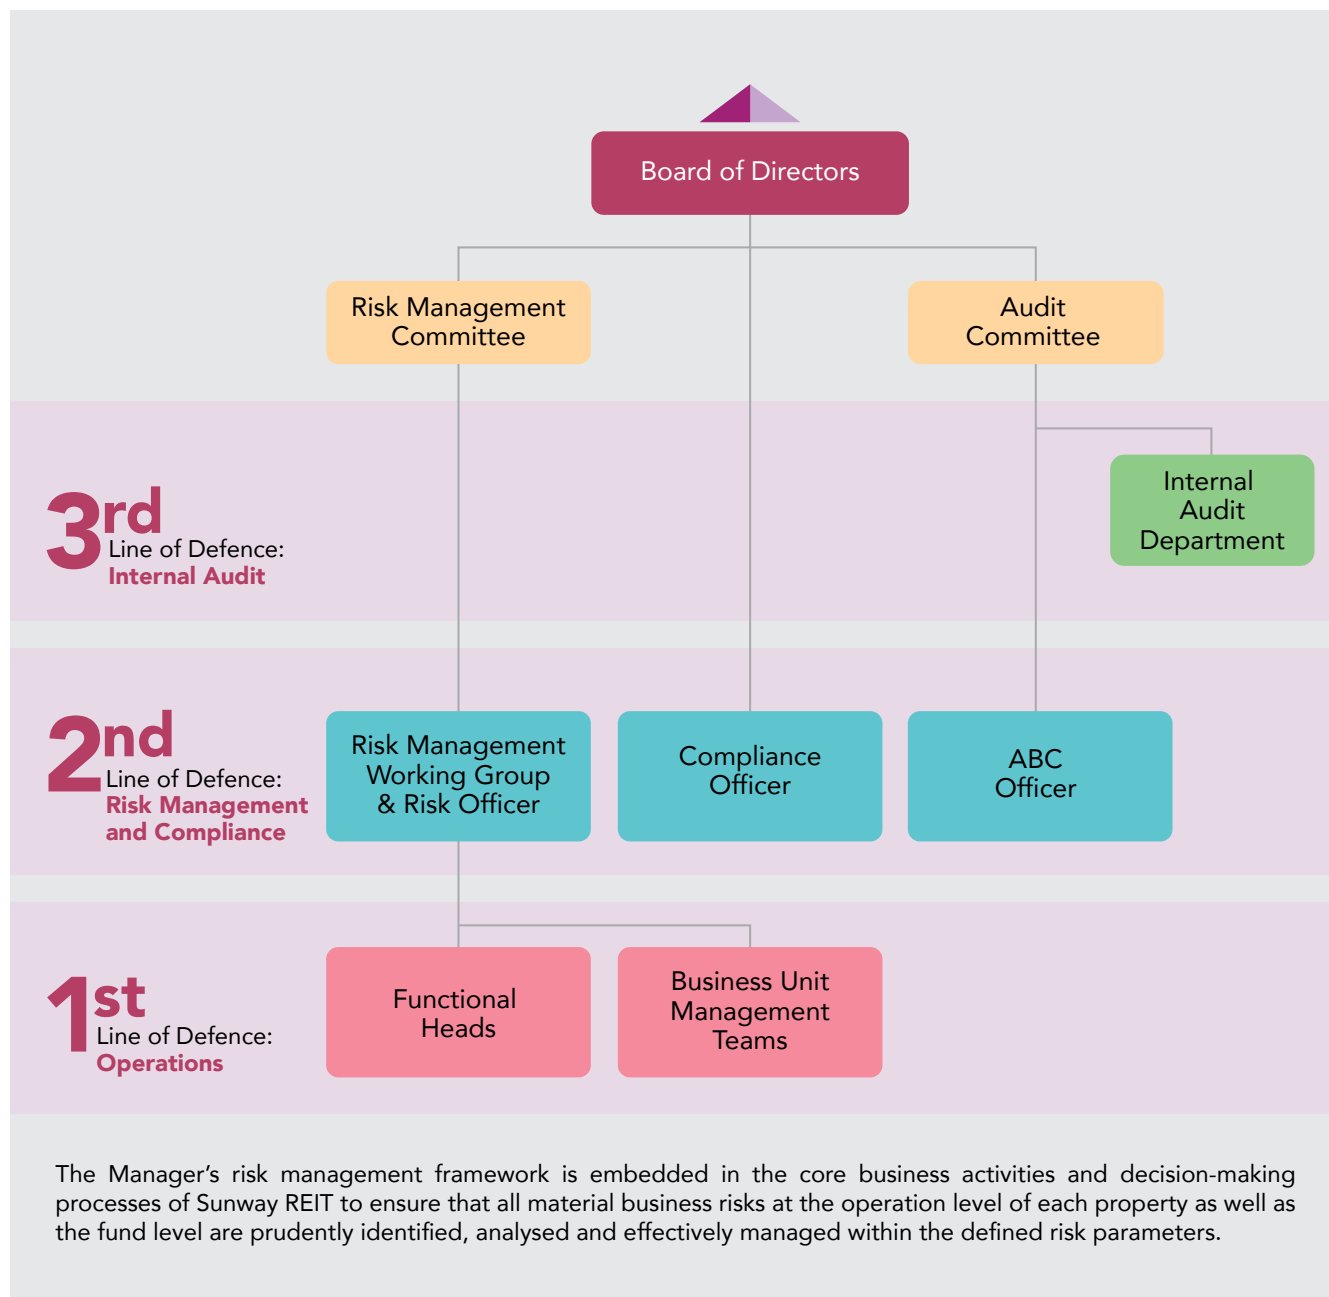 Board of Directors
Risk Management
Committee
Audit
Committee
3rd
Line of Defence:
Internal Audit
Internal
Audit
Department
2nd
Line of Defence:
Risk Management
and Compliance
Risk Management
Working Group
& Risk Officer
Compliance
Officer
ABC
Officer
1st
Line of Defence:
Operations
Functional
Heads
Business Unit
Management
Teams
The Manager’s risk management framework is embedded in the core business activities and decision-making
processes of Sunway REIT to ensure that all material business risks at the operation level of each property as well as
the fund level are prudently identified, analysed and effectively managed within the defined risk parameters.